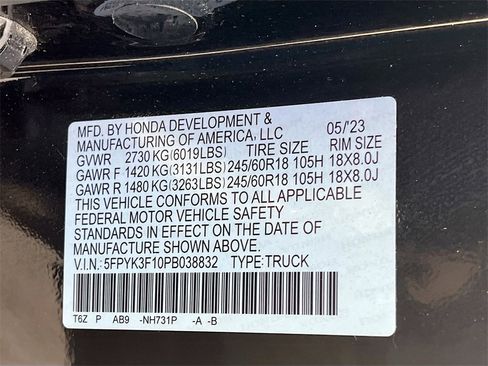 MFD. BY HONDA DEVELOPMENT &
MANUFACTURING OF AMERICA, LLC 05/'23
GVWR 2730 KG(6019LBS) TIRE SIZE RIM SIZE
GAWR F 1420 KG(3131LBS) 245/60R18 105H 18X8.0J
GAWR R 1480 KG(3263LBS) 245/60R18 105H 18X8.0J
THIS VEHICLE CONFORMS TO ALL APPLICABLE
FEDERAL MOTOR VEHICLE SAFETY
STANDARDS IN EFFECT ON THE DATE OF
MANUFACTURE SHOWN ABOVE.
V.I.N.: 5FPYK3F10PB038832 TYPE:TRUCK
T6Z P AB9 -NH731P -A -B